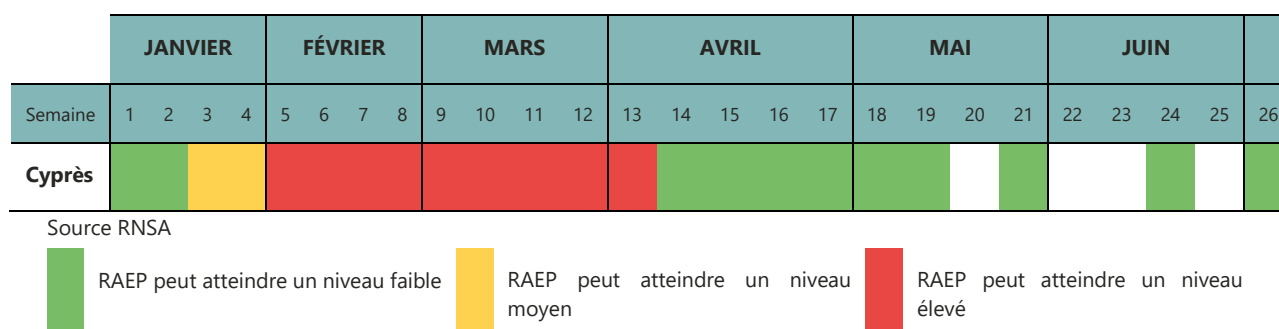 JANVIER FÉVRIER MARS AVRIL MAI JUIN
Semaine 1 2 3 4 5 6 7 8 9 10 11 12 13 14 15 16 17 18 19 20 21 22 23 24 25 26
Cyprès
Source RNSA
RAEP peut atteindre un niveau faible
RAEP peut atteindre un niveau
moyen
RAEP peut atteindre un niveau
élevé